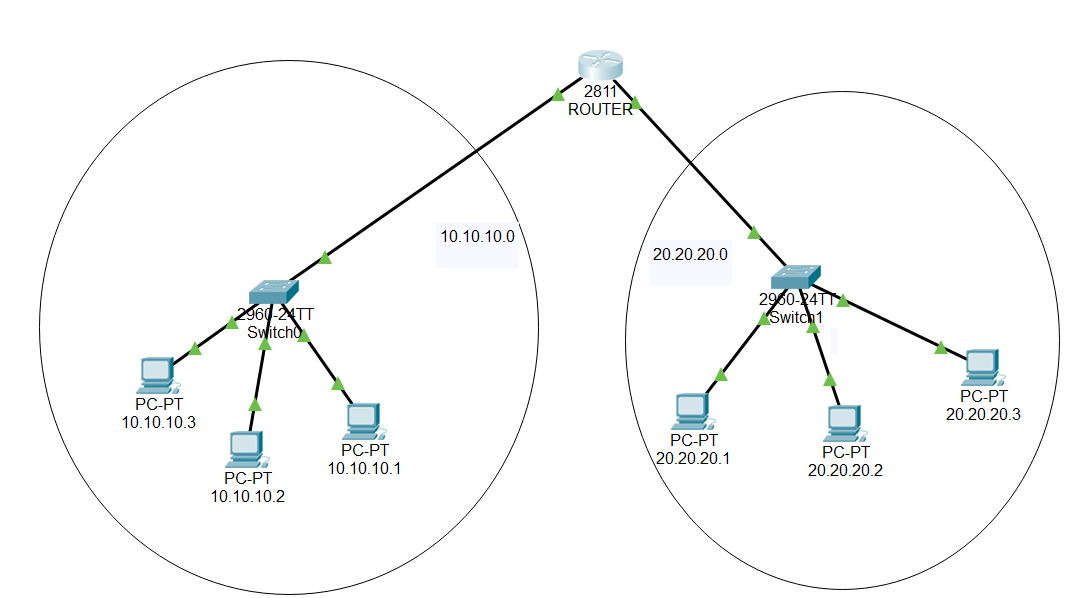 2811
ROUTER
10.10.10.0
20.20.20.0
2960-24TT
Switch0
2960-24TT
Switch1
PC-PT
10.10.10.3
PC-PT
10.10.10.2
PC-PT
10.10.10.1
PC-PT
20.20.20.1
PC-PT
20.20.20.2
PC-PT
20.20.20.3